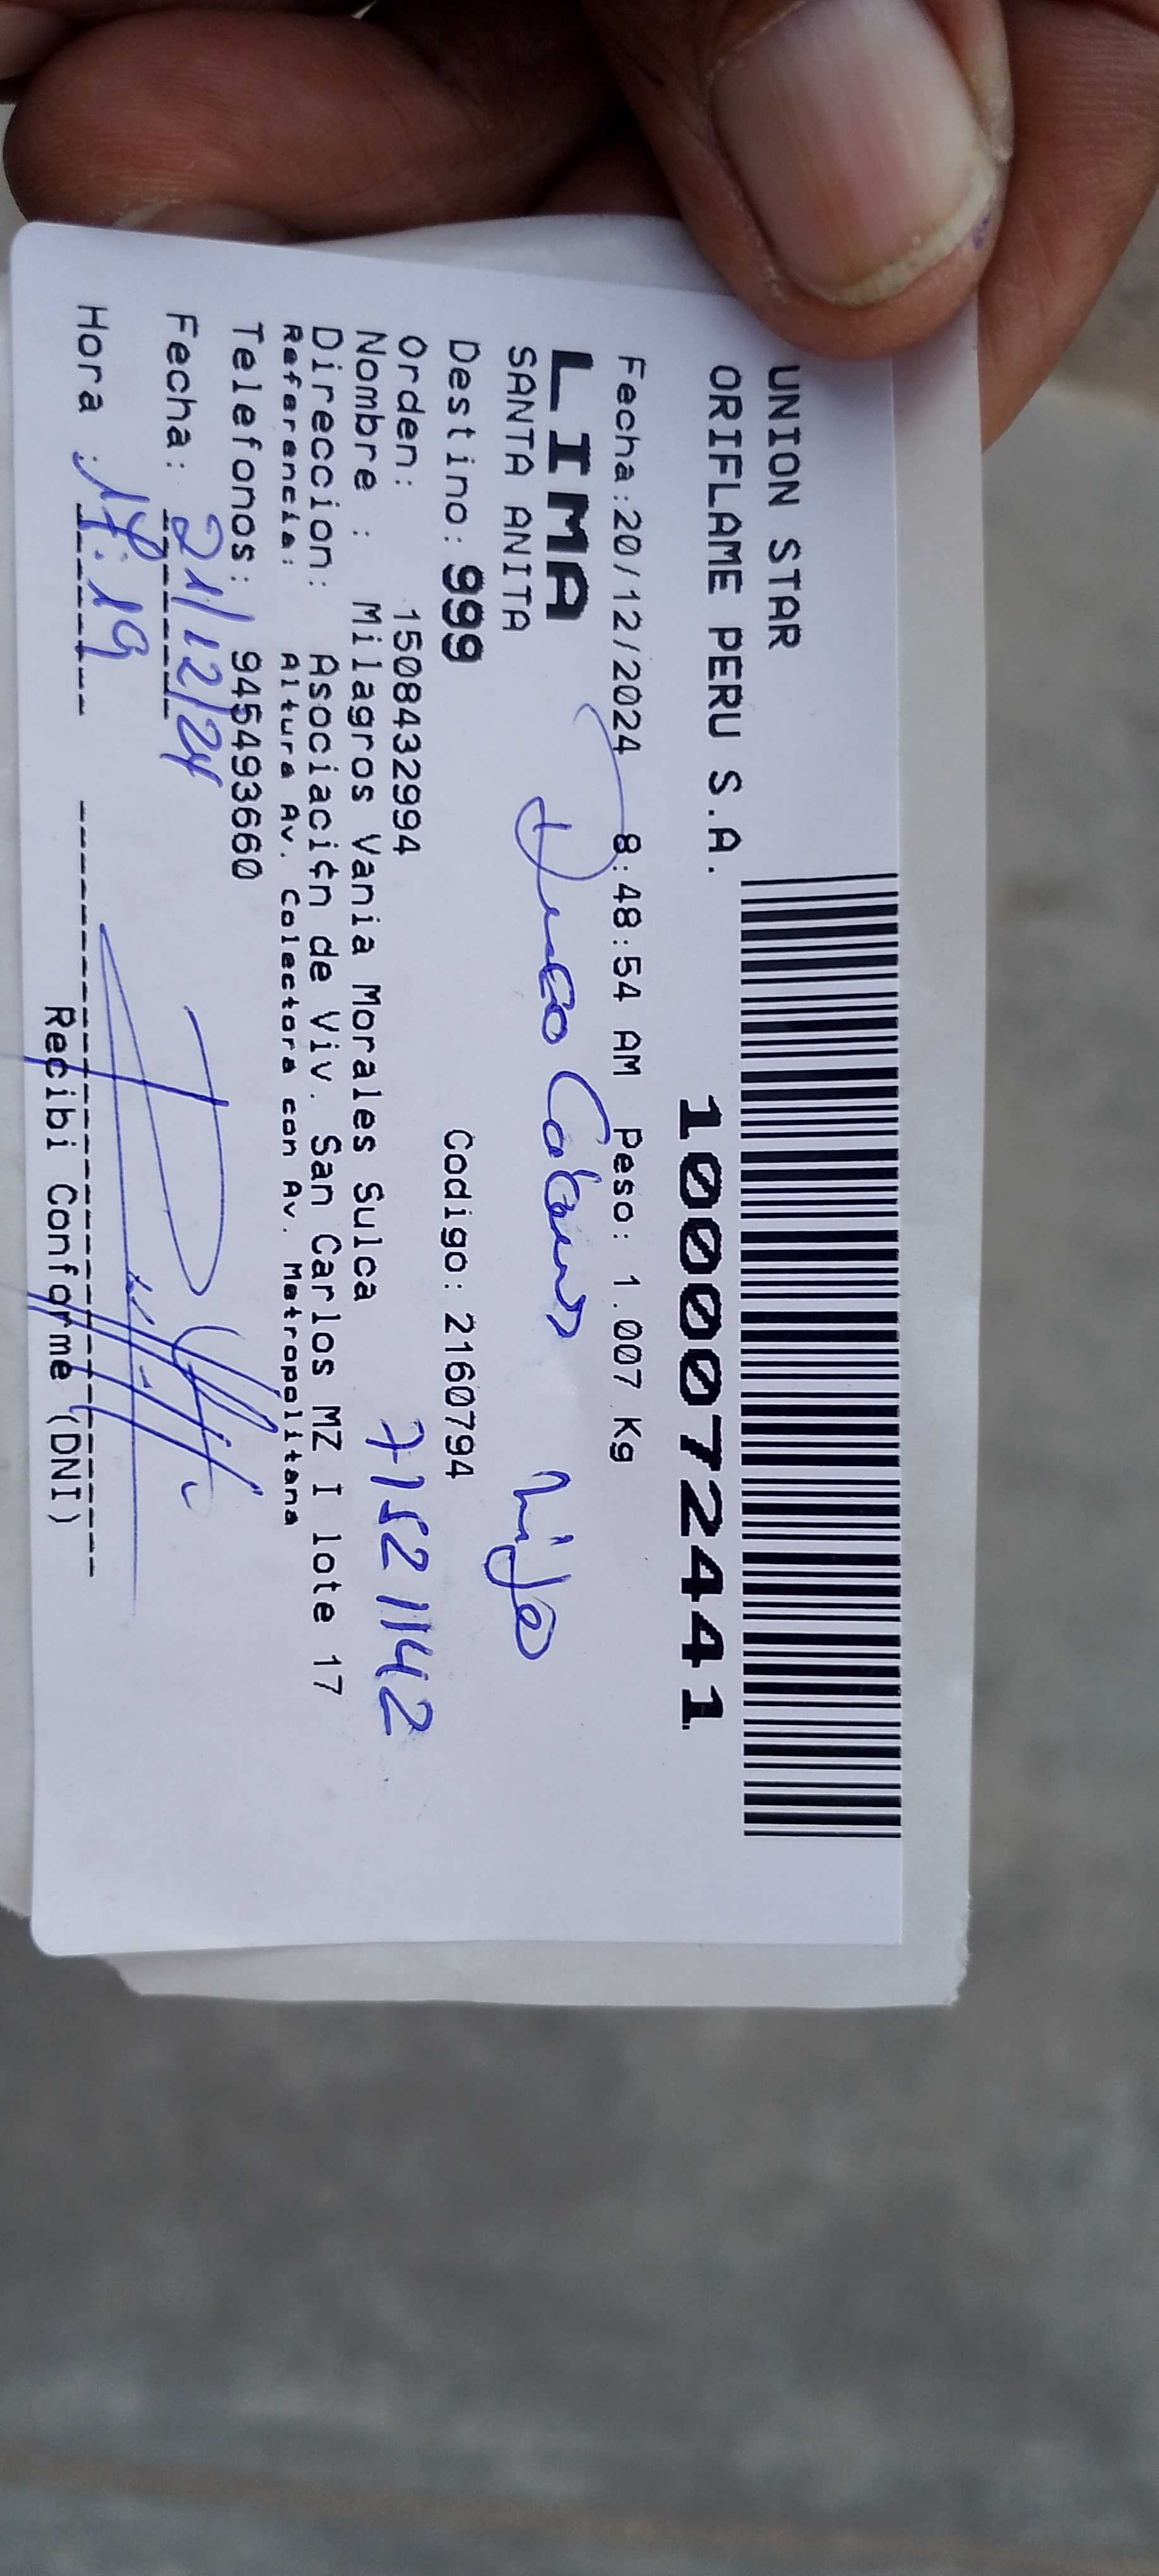 UNION STAR
ORIFLAME PERU S.A.
10000072441
Fecha:20/12/2024 8:48:54 AM Peso: 1.007 Kg
LIMA
SANTA ANITA
hijo
Destino: 999 Codigo: 2160794
Orden: 1508432994
71521142
Nombre : Milagros Vania Morales Sulca
Direccion: Asociaci¢n de Viv. San Carlos MZ I lote 17
Referencia: Altura Av. Colectora con Av. Metropolitana
Telefonos: 945493660
Fecha: 21/12/24
Hora : 17:19
Recibi Conforme (DNI)